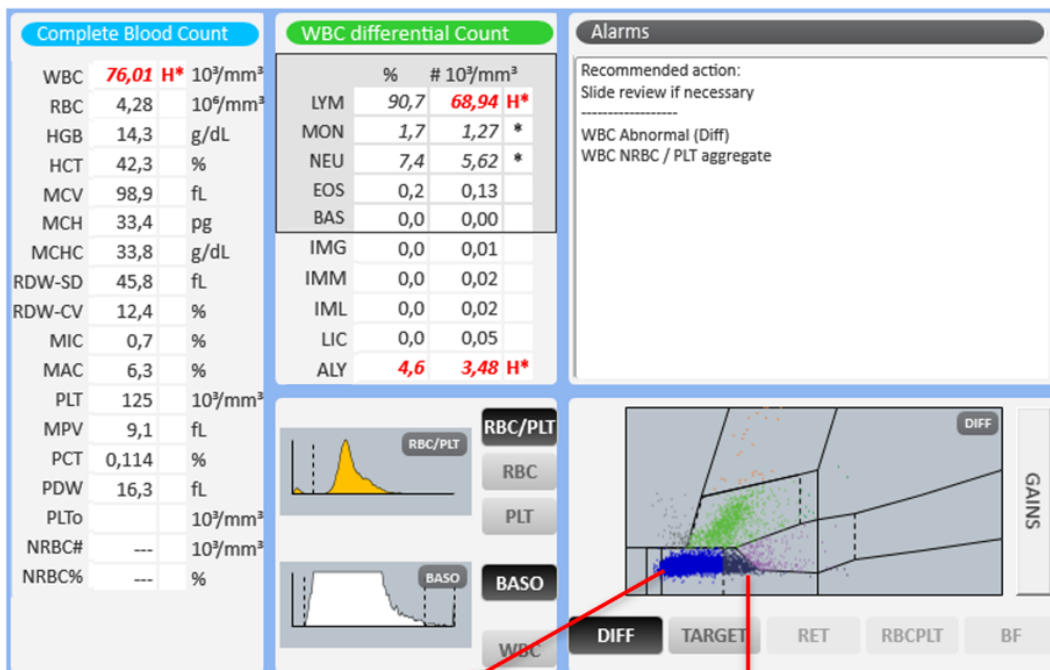 Complete Blood Count
WBC 76,01 H* 10³/mm³
RBC 4,28 10⁶/mm³
HGB 14,3 g/dL
HCT 42,3 %
MCV 98,9 fL
MCH 33,4 pg
MCHC 33,8 g/dL
RDW-SD 45,8 fL
RDW-CV 12,4 %
MIC 0,7 %
MAC 6,3 %
PLT 125 10³/mm³
MPV 9,1 fL
PCT 0,114 %
PDW 16,3 fL
PLTo 10³/mm³
NRBC# --- 10³/mm³
NRBC% --- %
WBC differential Count
% # 10³/mm³
LYM 90,7 68,94 H*
MON 1,7 1,27 *
NEU 7,4 5,62 *
EOS 0,2 0,13
BAS 0,0 0,00
IMG 0,0 0,01
IMM 0,0 0,02
IML 0,0 0,02
LIC 0,0 0,05
ALY 4,6 3,48 H*
Alarms
Recommended action:
Slide review if necessary
------------------
WBC Abnormal (Diff)
WBC NRBC / PLT aggregate
RBC/PLT
RBC/PLT
RBC
PLT
BASO
BASO
WBC
DIFF
GAINS
DIFF TARGET RET RBCPLT BF